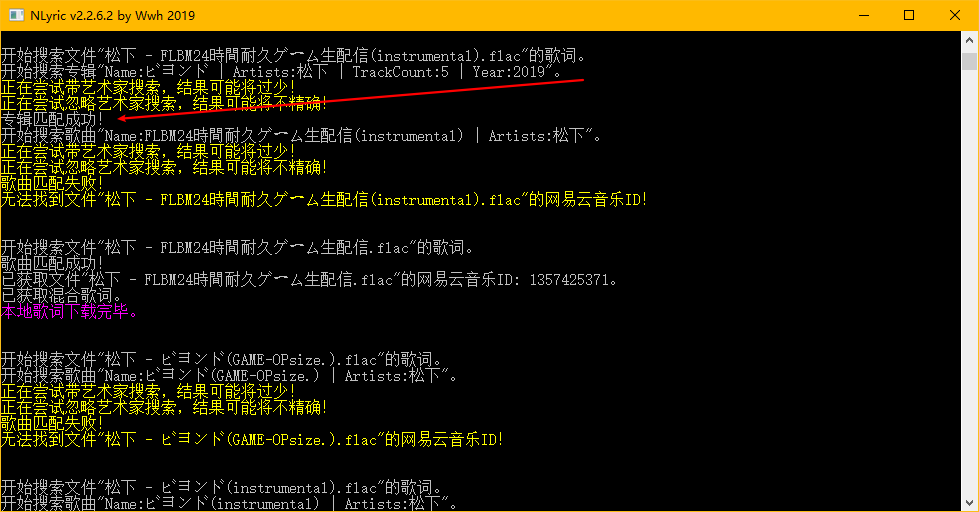 NLyric v2.2.6.2 by Wwh 2019
开始搜索文件"松下 - FLBM24時間耐久ゲーム生配信(instrumental).flac"的歌词。
开始搜索专辑"Name:ビヨンド | Artists:松下 | TrackCount:5 | Year:2019"。
正在尝试带艺术家搜索，结果可能将过少！
正在尝试忽略艺术家搜索，结果可能将不精确！
专辑匹配成功！
开始搜索歌曲"Name:FLBM24時間耐久ゲーム生配信(instrumental) | Artists:松下"。
正在尝试带艺术家搜索，结果可能将过少！
正在尝试忽略艺术家搜索，结果可能将不精确！
歌曲匹配失败！
无法找到文件"松下 - FLBM24時間耐久ゲーム生配信(instrumental).flac"的网易云音乐ID！
开始搜索文件"松下 - FLBM24時間耐久ゲーム生配信.flac"的歌词。
歌曲匹配成功！
已获取文件"松下 - FLBM24時間耐久ゲーム生配信.flac"的网易云音乐ID: 1357425371。
已获取混合歌词。
本地歌词下载完毕。
开始搜索文件"松下 - ビヨンド(GAME-OPsize.).flac"的歌词。
开始搜索歌曲"Name:ビヨンド(GAME-OPsize.) | Artists:松下"。
正在尝试带艺术家搜索，结果可能将过少！
正在尝试忽略艺术家搜索，结果可能将不精确！
歌曲匹配失败！
无法找到文件"松下 - ビヨンド(GAME-OPsize.).flac"的网易云音乐ID！
开始搜索文件"松下 - ビヨンド(instrumental).flac"的歌词。
开始搜索歌曲"Name:ビヨンド(instrumental) | Artists:松下"。